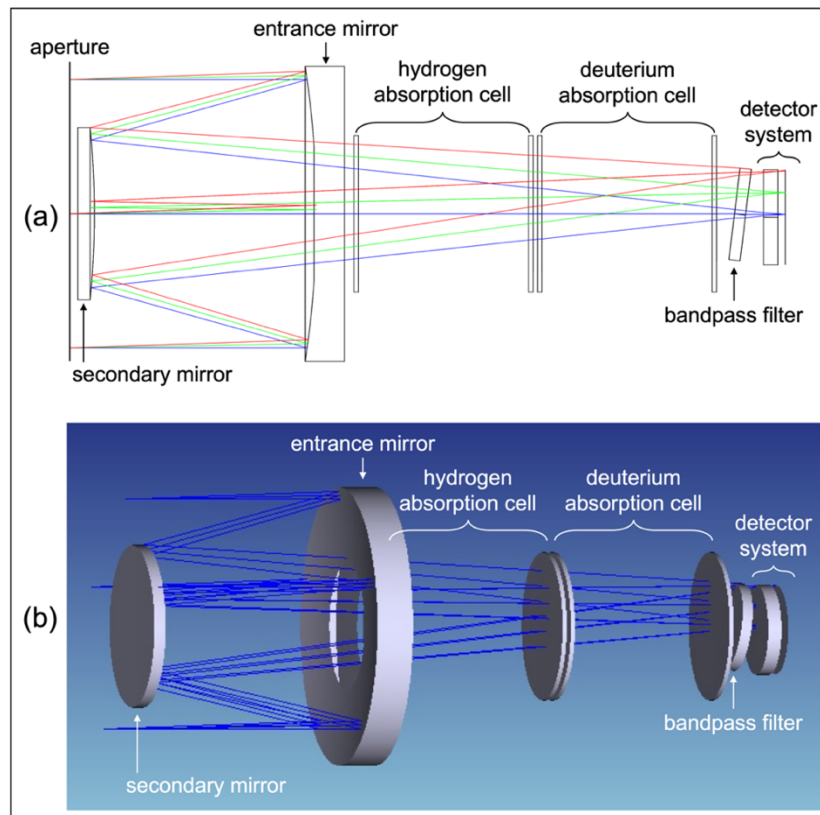 aperture
entrance mirror
hydrogen
absorption cell
deuterium
absorption cell
detector
system
(a)
bandpass filter
secondary mirror
entrance mirror
hydrogen
absorption cell
deuterium
absorption cell
detector
system
(b)
bandpass filter
secondary mirror